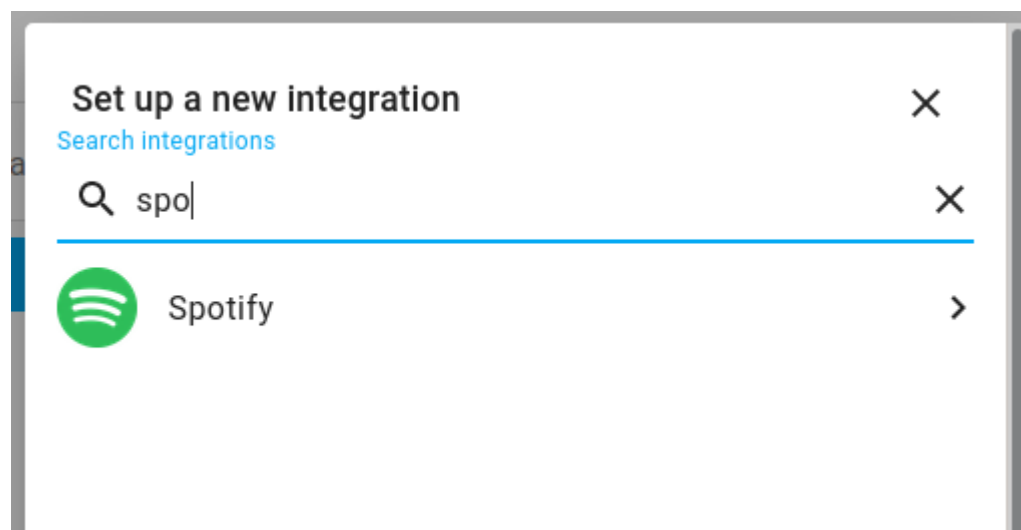 Set up a new integration
Search integrations
spo
Spotify